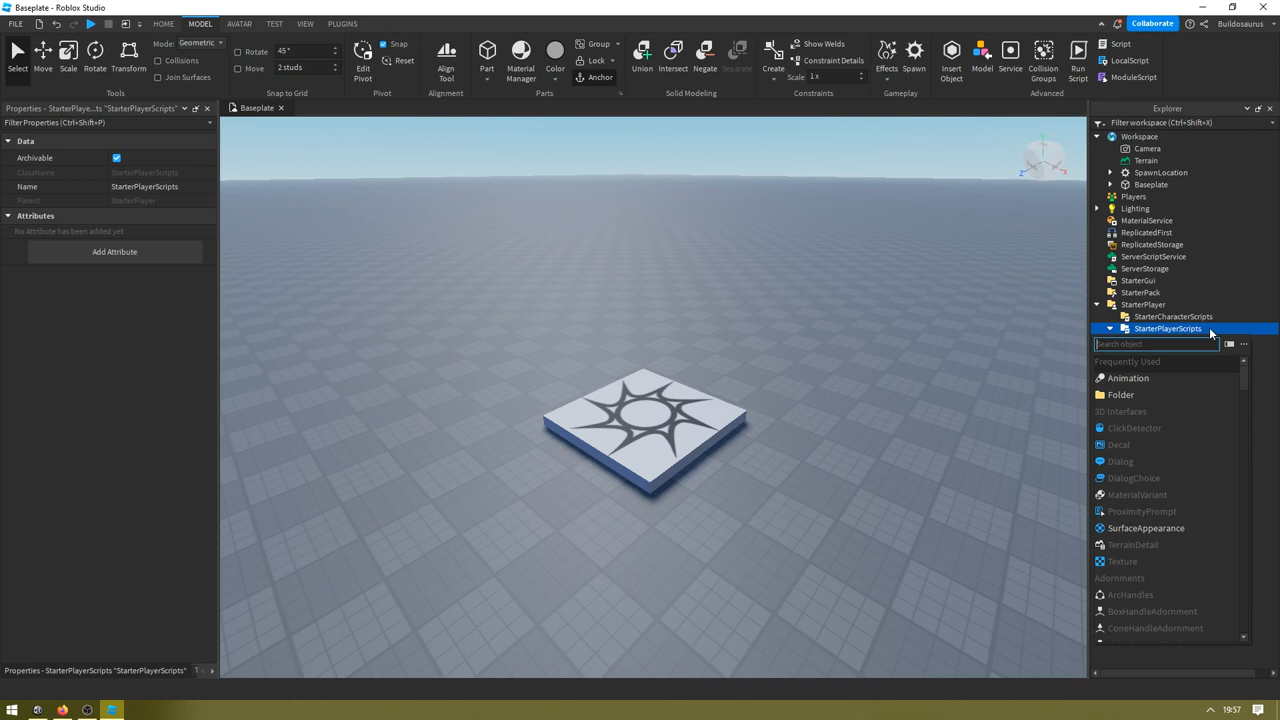 Baseplate - Roblox Studio
FILE HOME MODEL AVATAR TEST VIEW PLUGINS Collaborate Buildosaurus
Select Move Scale Rotate Transform
Mode: Geometric
Collisions
Join Surfaces
Tools
Rotate 45°
Move 2 studs
Snap to Grid
Edit Pivot
Snap
Reset
Pivot
Align Tool
Alignment
Part Material Manager Color
Group
Lock
Anchor
Parts
Union Intersect Negate Separate
Solid Modeling
Create
Show Welds
Constraint Details
Scale 1 x
Constraints
Effects Spawn
Gameplay
Insert Object Model Service Collision Groups Run Script
Script
LocalScript
ModuleScript
Advanced
Properties - StarterPlaye...ts "StarterPlayerScripts"
Filter Properties (Ctrl+Shift+P)
Data
Archivable
ClassName StarterPlayerScripts
Name StarterPlayerScripts
Parent StarterPlayer
Attributes
No Attribute has been added yet
Add Attribute
Baseplate
Z X
Explorer
Filter workspace (Ctrl+Shift+X)
Workspace
Camera
Terrain
SpawnLocation
Baseplate
Players
Lighting
MaterialService
ReplicatedFirst
ReplicatedStorage
ServerScriptService
ServerStorage
StarterGui
StarterPack
StarterPlayer
StarterCharacterScripts
StarterPlayerScripts
Search object
Frequently Used
Animation
Folder
3D Interfaces
ClickDetector
Decal
Dialog
DialogChoice
MaterialVariant
ProximityPrompt
SurfaceAppearance
TerrainDetail
Texture
Adornments
ArcHandles
BoxHandleAdornment
ConeHandleAdornment
Properties - StarterPlayerScripts "StarterPlayerScripts"
19:57